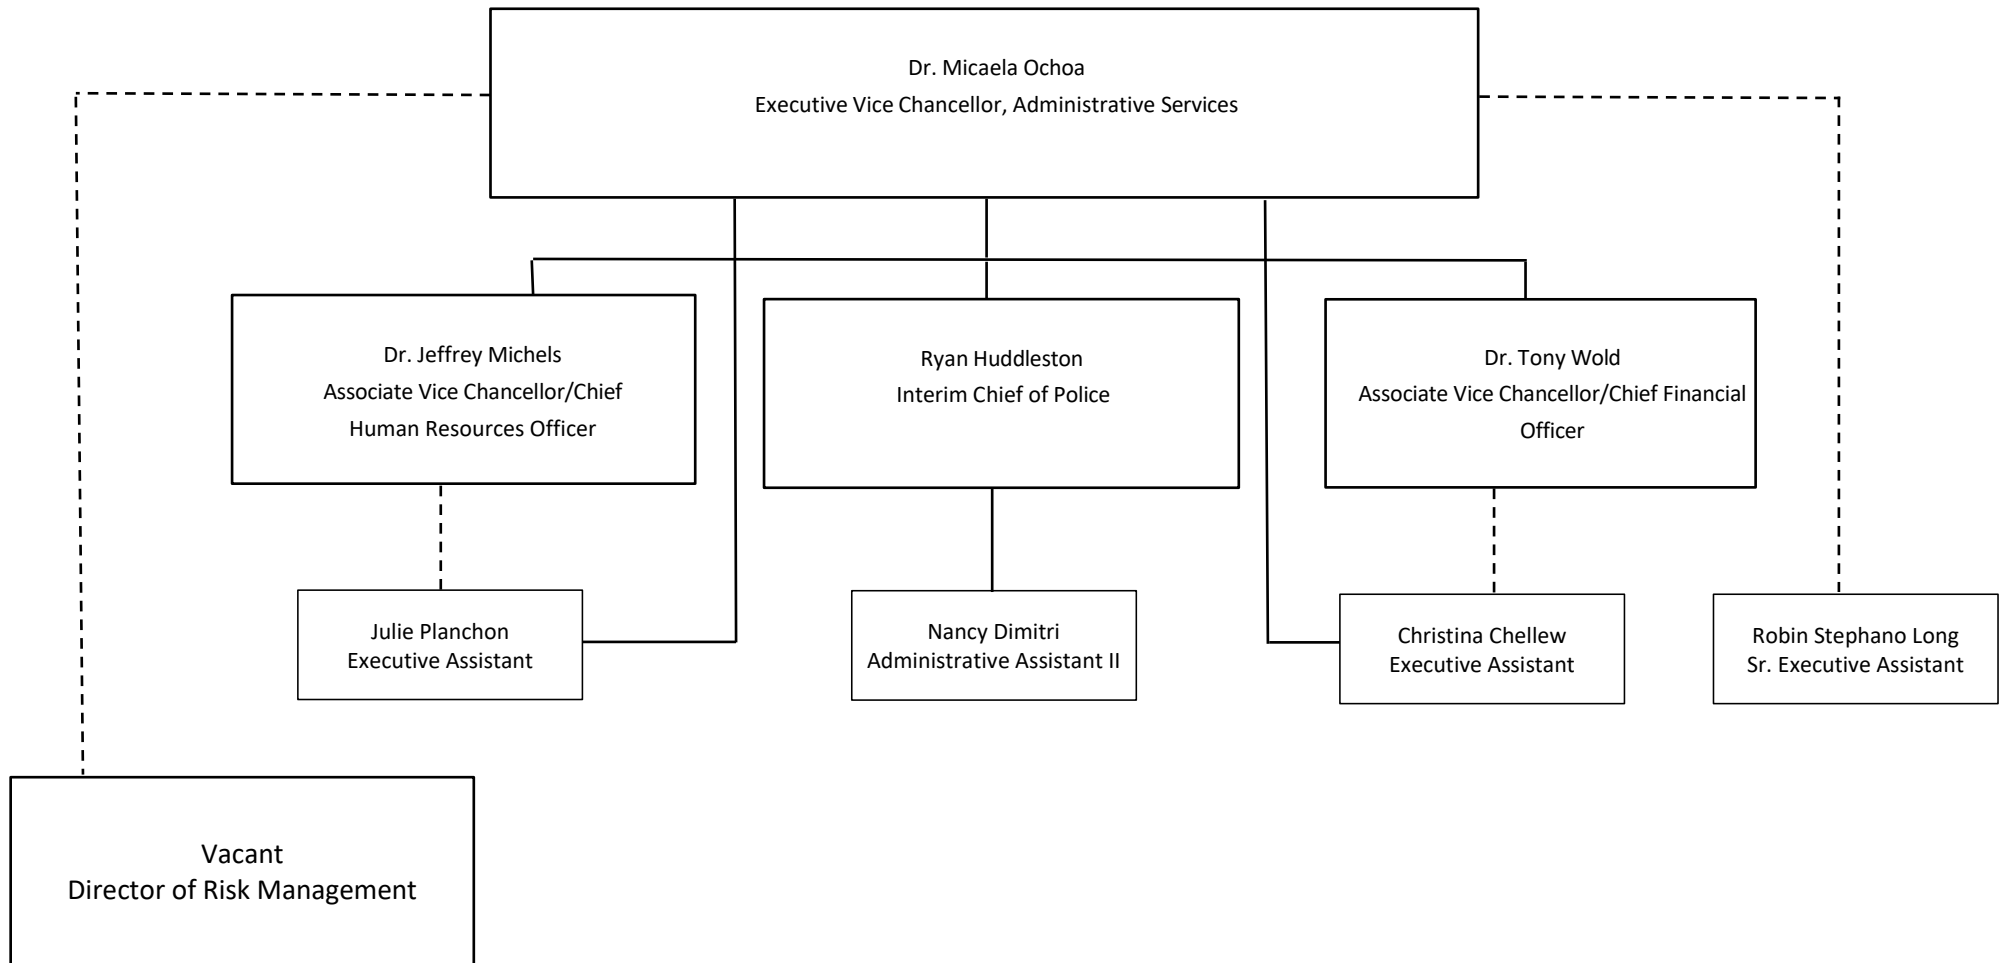 Dr. Micaela Ochoa
Executive Vice Chancellor, Administrative Services
Dr. Jeffrey Michels
Associate Vice Chancellor/Chief
Human Resources Officer
Ryan Huddleston
Interim Chief of Police
Dr. Tony Wold
Associate Vice Chancellor/Chief Financial
Officer
Julie Planchon
Executive Assistant
Nancy Dimitri
Administrative Assistant II
Christina Chellew
Executive Assistant
Robin Stephano Long
Sr. Executive Assistant
Vacant
Director of Risk Management